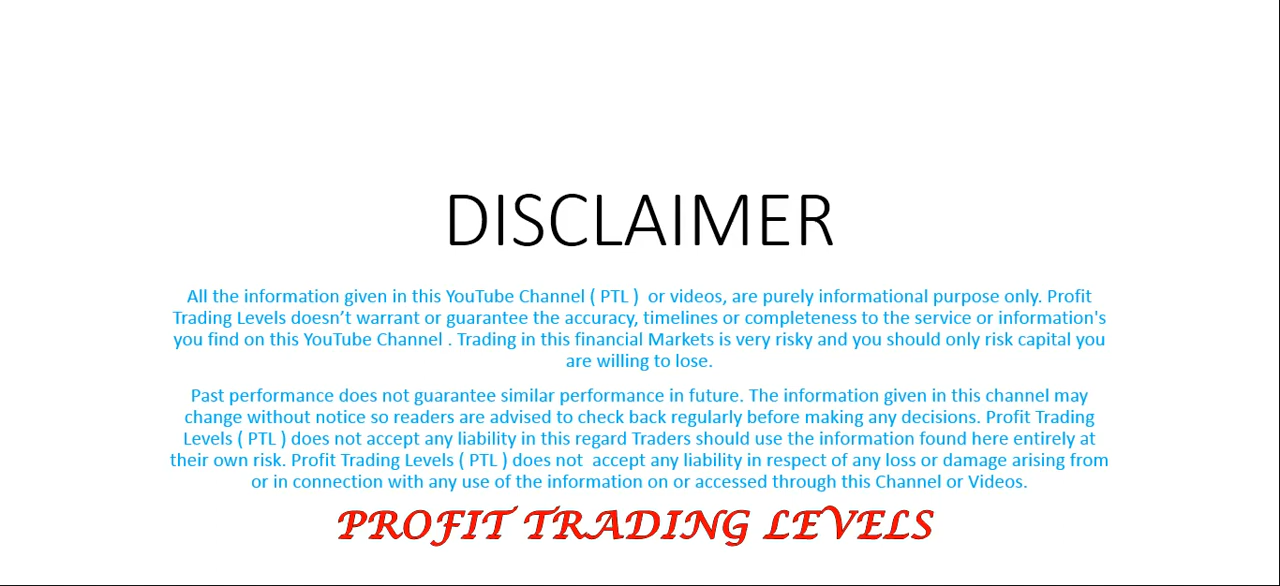 DISCLAIMER
All the information given in this YouTube Channel ( PTL )  or videos, are purely informational purpose only. Profit
Trading Levels doesn’t warrant or guarantee the accuracy, timelines or completeness to the service or information's
you find on this YouTube Channel . Trading in this financial Markets is very risky and you should only risk capital you
are willing to lose.
Past performance does not guarantee similar performance in future. The information given in this channel may
change without notice so readers are advised to check back regularly before making any decisions. Profit Trading
Levels ( PTL ) does not accept any liability in this regard Traders should use the information found here entirely at
their own risk. Profit Trading Levels ( PTL ) does not  accept any liability in respect of any loss or damage arising from
or in connection with any use of the information on or accessed through this Channel or Videos.
PROFIT TRADING LEVELS